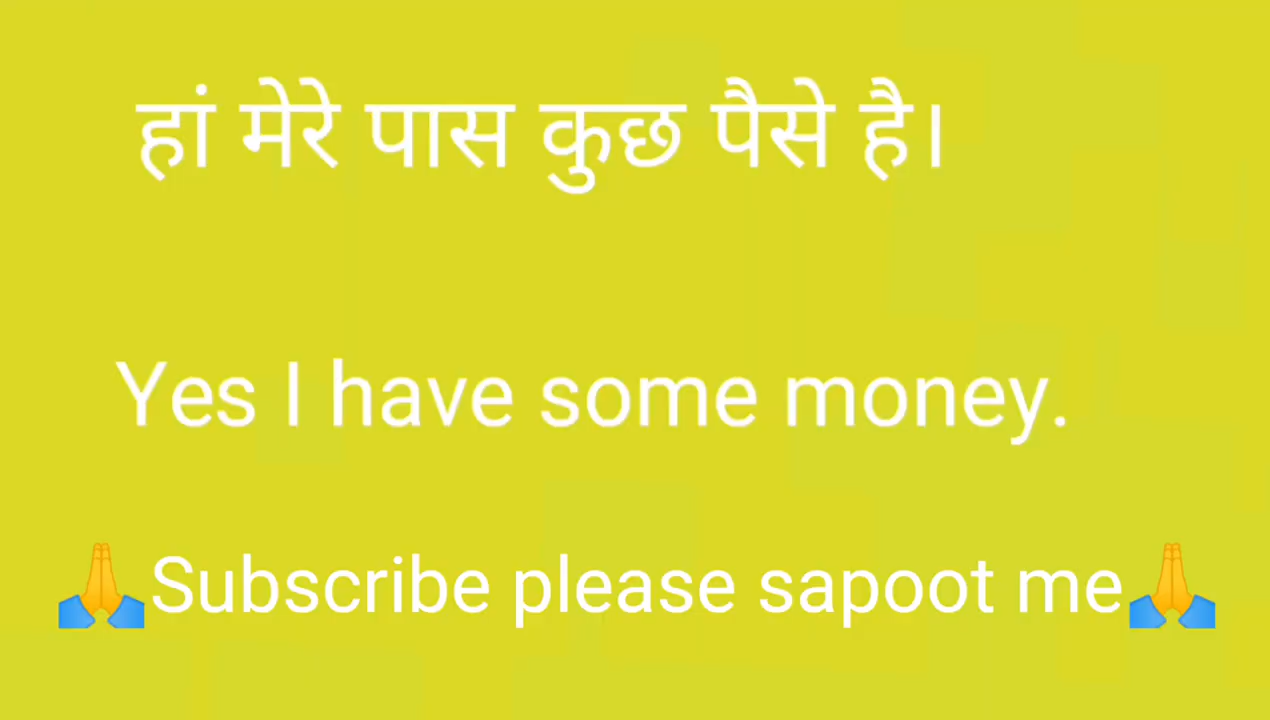 हां मेरे पास कुछ पैसे है।
Yes I have some money.
🙏Subscribe please sapoot me🙏